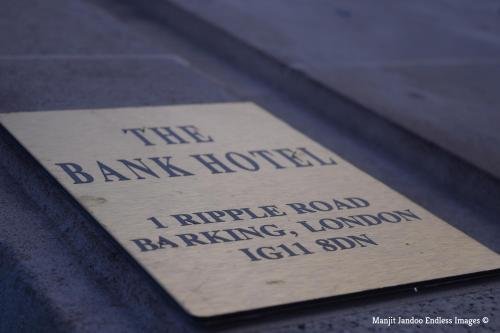 THE
BANK HOTEL
1 RIPPLE ROAD
BARKING, LONDON
IG11 8DN
Manjit Jandoo Endless Images ©